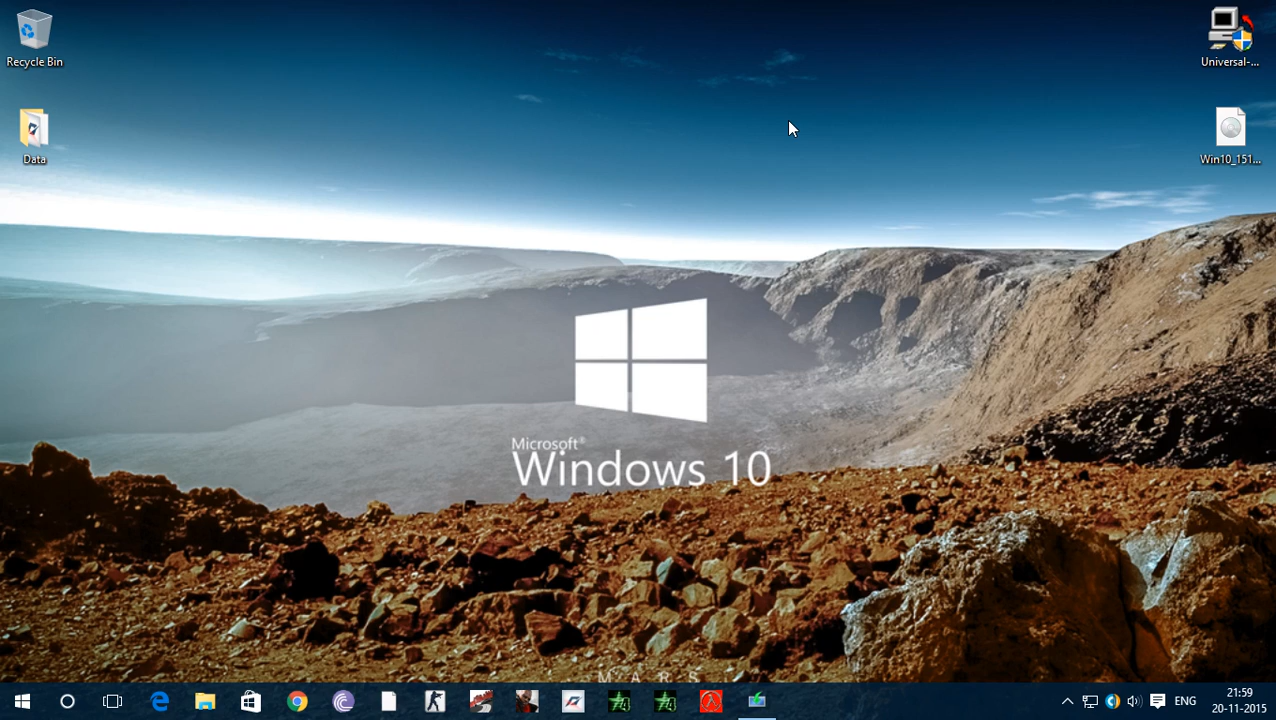 Recycle Bin
Universal-...
Data
Win10_151...
Microsoft®
Windows 10
MARS
ENG
21:59
20-11-2015